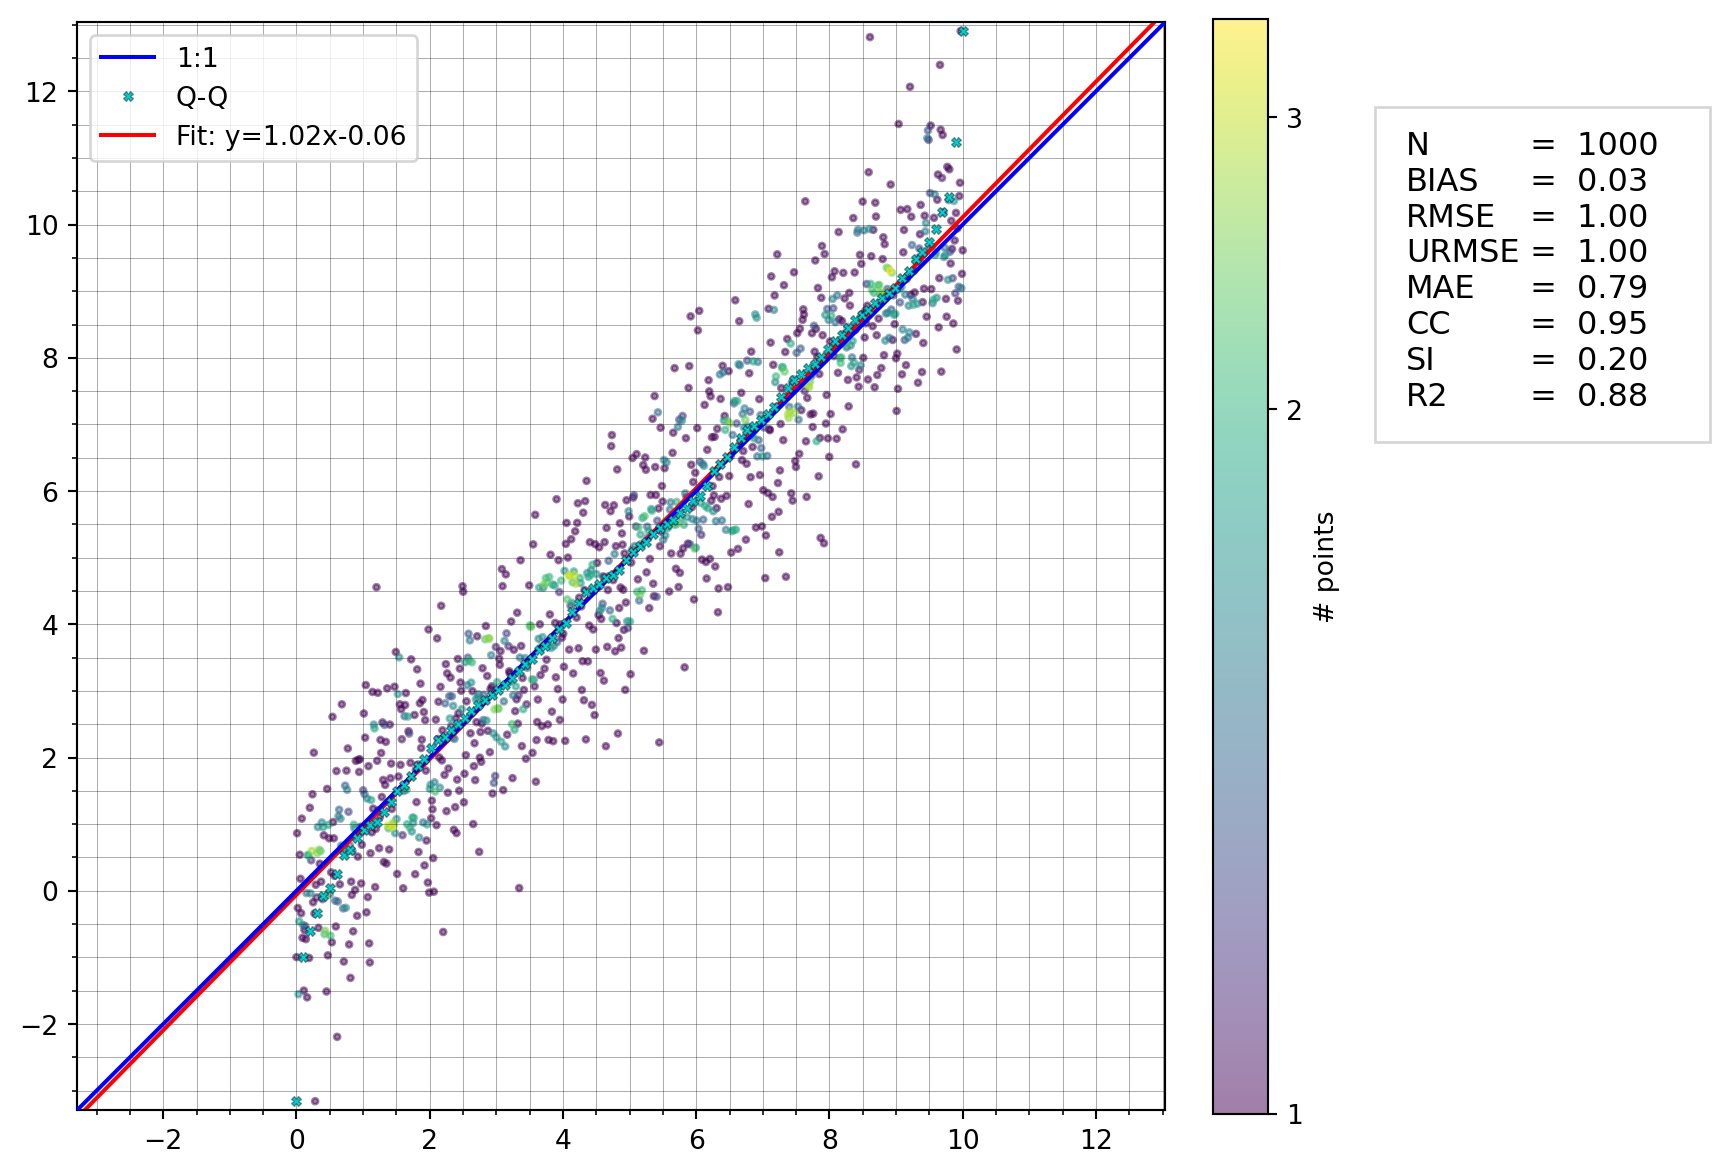 1:1
Q-Q
Fit: y=1.02x-0.06
12
10
8
6
4
2
0
−2
−2
0
2
4
6
8
10
12
3
2
1
# points
N = 1000
BIAS = 0.03
RMSE = 1.00
URMSE = 1.00
MAE = 0.79
CC = 0.95
SI = 0.20
R2 = 0.88